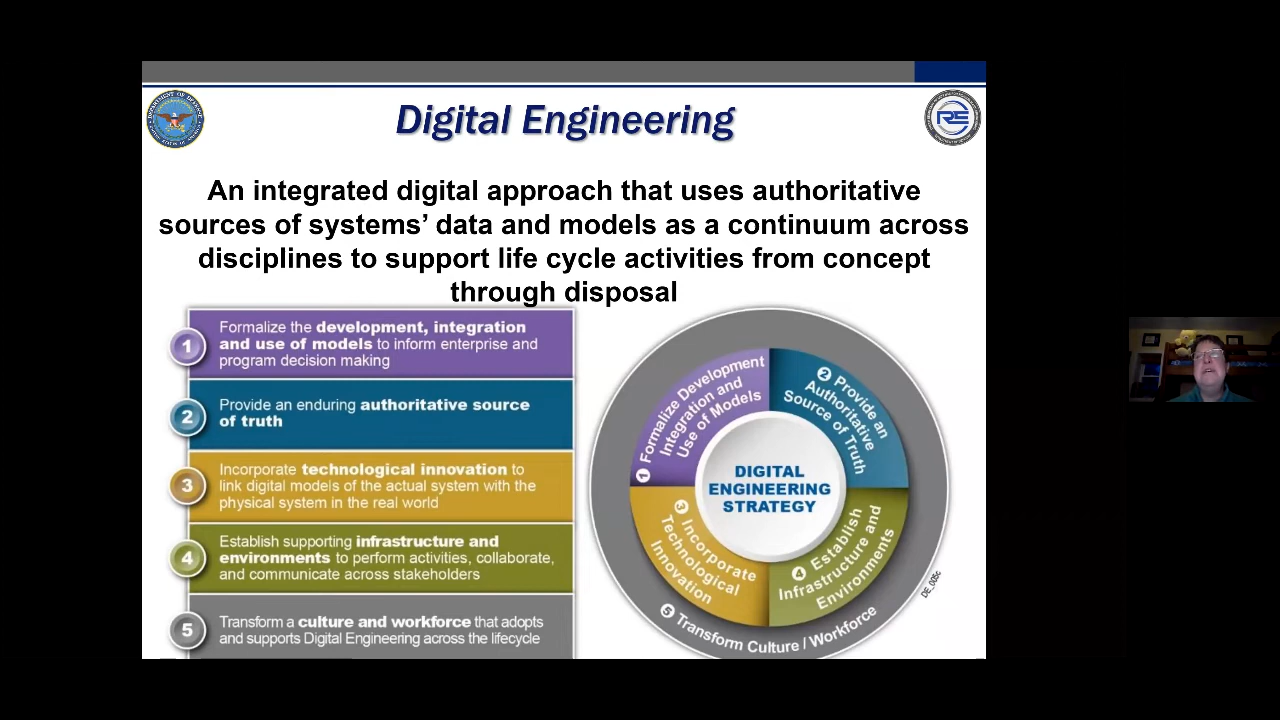 Digital Engineering
DEPARTMENT OF DEFENSE
RE
An integrated digital approach that uses authoritative
sources of systems' data and models as a continuum across
disciplines to support life cycle activities from concept
through disposal
1
Formalize the development, integration
and use of models to inform enterprise and
program decision making
2
Provide an enduring authoritative source
of truth
3
Incorporate technological innovation to
link digital models of the actual system with the
physical system in the real world
4
Establish supporting infrastructure and
environments to perform activities, collaborate,
and communicate across stakeholders
5
Transform a culture and workforce that adopts
and supports Digital Engineering across the lifecycle
1 Formalize Development
Integration and
Use of Models
2 Provide an
Authoritative
Source of Truth
DIGITAL
ENGINEERING
STRATEGY
3 Incorporate
Technological
Innovation
4 Establish
Infrastructure and
Environments
5 Transform Culture / Workforce
DE_005c